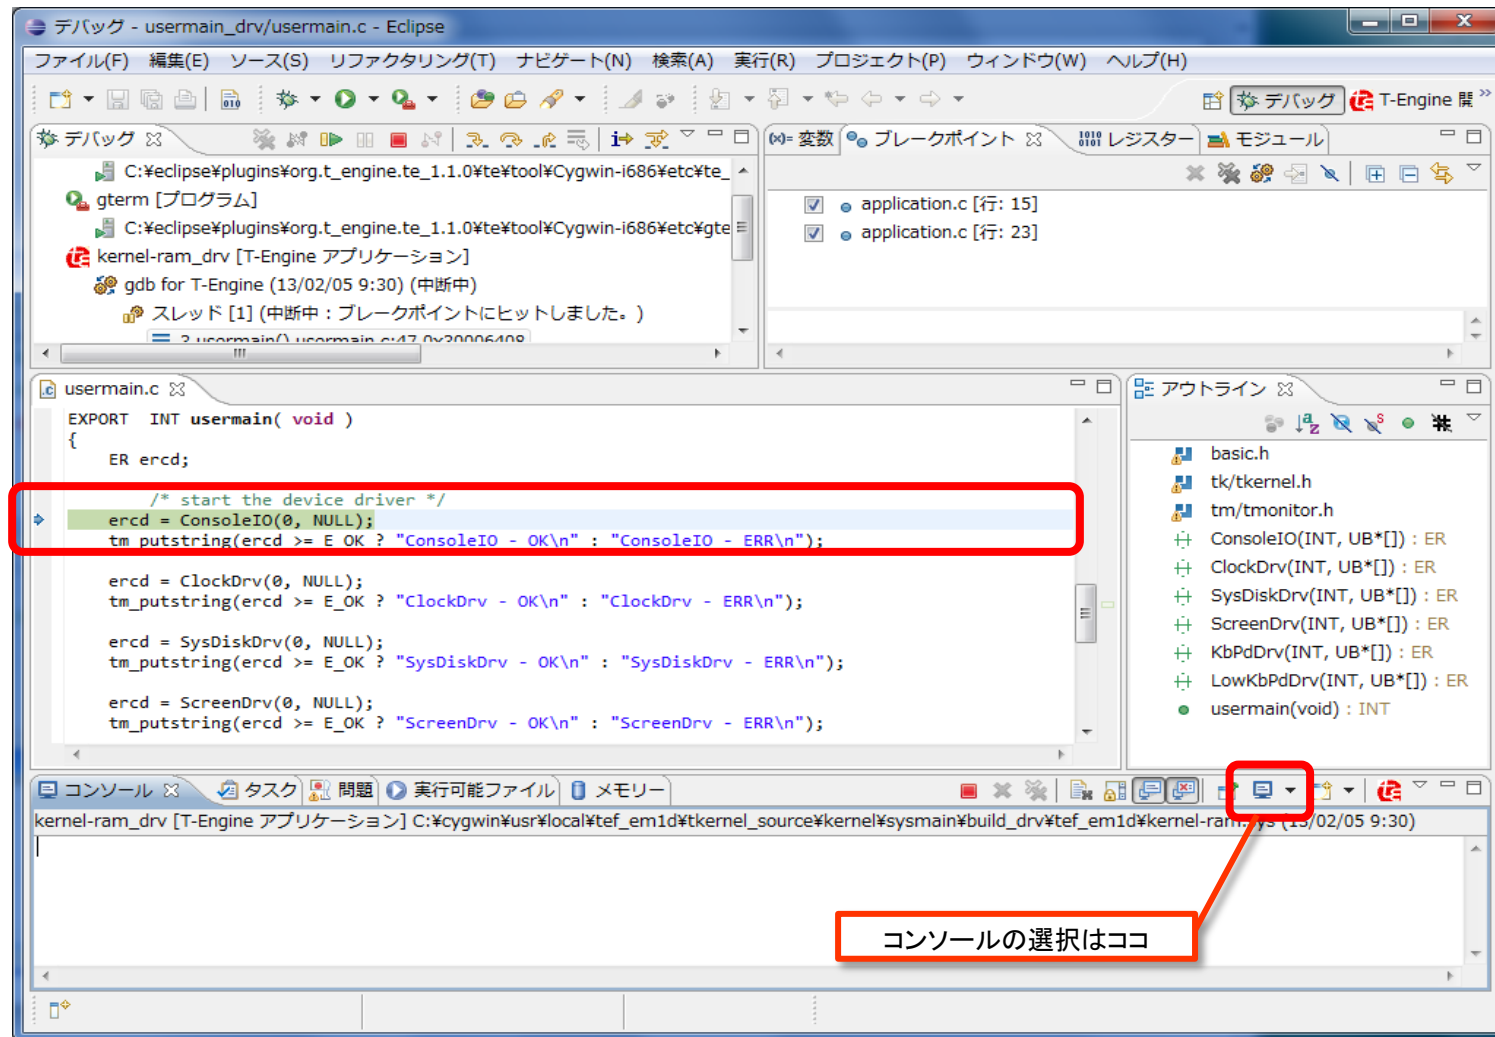 デバッグ - usermain_drv/usermain.c - Eclipse
ファイル(F) 編集(E) ソース(S) リファクタリング(T) ナビゲート(N) 検索(A) 実行(R) プロジェクト(P) ウィンドウ(W) ヘルプ(H)
デバッグ T-Engine 開 »
デバッグ
C:¥eclipse¥plugins¥org.t_engine.te_1.1.0¥te¥tool¥Cygwin-i686¥etc¥te_
gterm [プログラム]
C:¥eclipse¥plugins¥org.t_engine.te_1.1.0¥te¥tool¥Cygwin-i686¥etc¥gte
kernel-ram_drv [T-Engine アプリケーション]
gdb for T-Engine (13/02/05 9:30) (中断中)
スレッド [1] (中断中：ブレークポイントにヒットしました。)
usermain() usermain.c:47 0x30006408
(x)= 変数 ブレークポイント レジスター モジュール
application.c [行: 15]
application.c [行: 23]
usermain.c
EXPORT INT usermain( void )
{
ER ercd;
/* start the device driver */
ercd = ConsoleIO(0, NULL);
tm_putstring(ercd >= E_OK ? "ConsoleIO - OK\n" : "ConsoleIO - ERR\n");
ercd = ClockDrv(0, NULL);
tm_putstring(ercd >= E_OK ? "ClockDrv - OK\n" : "ClockDrv - ERR\n");
ercd = SysDiskDrv(0, NULL);
tm_putstring(ercd >= E_OK ? "SysDiskDrv - OK\n" : "SysDiskDrv - ERR\n");
ercd = ScreenDrv(0, NULL);
tm_putstring(ercd >= E_OK ? "ScreenDrv - OK\n" : "ScreenDrv - ERR\n");
アウトライン
basic.h
tk/tkernel.h
tm/tmonitor.h
ConsoleIO(INT, UB*[]) : ER
ClockDrv(INT, UB*[]) : ER
SysDiskDrv(INT, UB*[]) : ER
ScreenDrv(INT, UB*[]) : ER
KbPdDrv(INT, UB*[]) : ER
LowKbPdDrv(INT, UB*[]) : ER
usermain(void) : INT
コンソール タスク 問題 実行可能ファイル メモリー
kernel-ram_drv [T-Engine アプリケーション] C:¥cygwin¥usr¥local¥tef_em1d¥tkernel_source¥kernel¥sysmain¥build_drv¥tef_em1d¥kernel-ram.sys (13/02/05 9:30)
コンソールの選択はココ